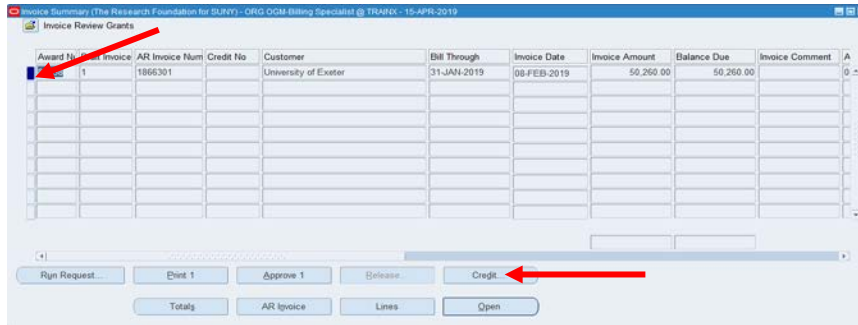 Invoice Summary (The Research Foundation for SUNY) - ORG OGM-Billing Specialist @ TRAINX - 15-APR-2019
Invoice Review Grants
Award Nu Invoice AR Invoice Num Credit No Customer Bill Through Invoice Date Invoice Amount Balance Due Invoice Comment A
1 1866301 University of Exeter 31-JAN-2019 08-FEB-2019 50,260.00 50,260.00 0
Run Request... Print 1 Approve 1 Release... Credit...
Totals AR Invoice Lines Open